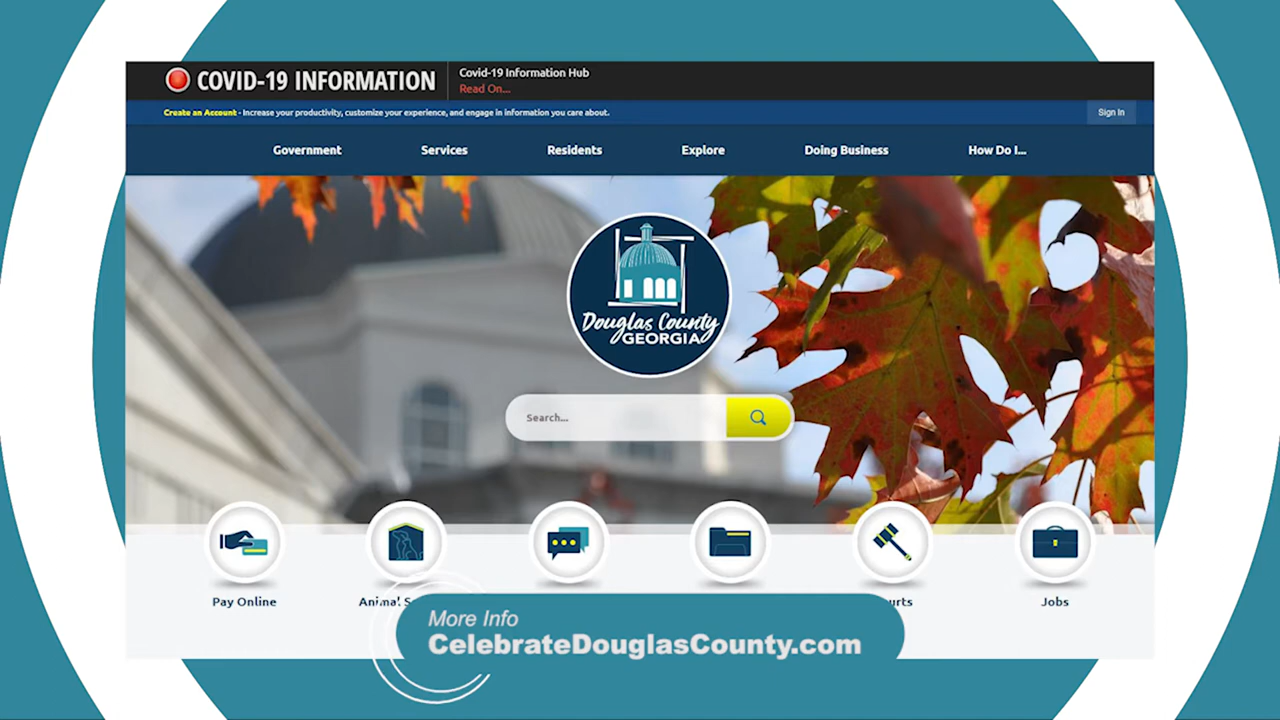 COVID-19 INFORMATION
Covid-19 Information Hub
Read On...
Create an Account - Increase your productivity, customize your experience, and engage in information you care about.
Sign In
Government Services Residents Explore Doing Business How Do I...
Douglas County
GEORGIA
Search...
Pay Online Jobs
More Info
CelebrateDouglasCounty.com